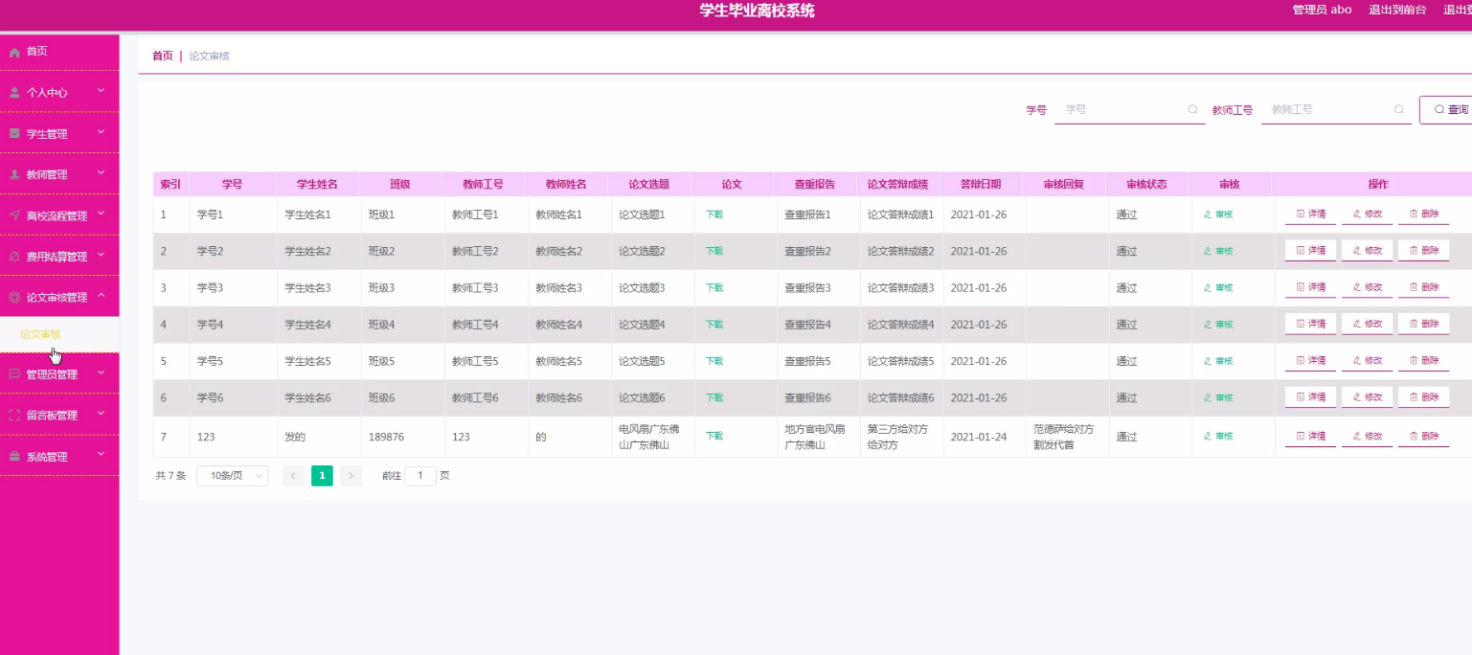 学生毕业离校系统
管理员 abo 退出到前台
首页
个人中心
学生管理
教师管理
离校流程管理
费用结算管理
论文审核管理
论文审核
管理员管理
留言板管理
系统管理
首页 | 论文审核
学号 学号 教师工号 教师工号 查询
索引 学号 学生姓名 班级 教师工号 教师姓名 论文选题 论文 查重报告 论文答辩成绩 答辩日期 审核回复 审核状态 审核 操作
1 学号1 学生姓名1 班级1 教师工号1 教师姓名1 论文选题1 下载 查重报告1 论文答辩成绩1 2021-01-26 通过 审核 详情 修改 删除
2 学号2 学生姓名2 班级2 教师工号2 教师姓名2 论文选题2 下载 查重报告2 论文答辩成绩2 2021-01-26 通过 审核 详情 修改 删除
3 学号3 学生姓名3 班级3 教师工号3 教师姓名3 论文选题3 下载 查重报告3 论文答辩成绩3 2021-01-26 通过 审核 详情 修改 删除
4 学号4 学生姓名4 班级4 教师工号4 教师姓名4 论文选题4 下载 查重报告4 论文答辩成绩4 2021-01-26 通过 审核 详情 修改 删除
5 学号5 学生姓名5 班级5 教师工号5 教师姓名5 论文选题5 下载 查重报告5 论文答辩成绩5 2021-01-26 通过 审核 详情 修改 删除
6 学号6 学生姓名6 班级6 教师工号6 教师姓名6 论文选题6 下载 查重报告6 论文答辩成绩6 2021-01-26 通过 审核 详情 修改 删除
7 123 发的 189876 123 的 电风扇广东佛山广东佛山 下载 地方官电风扇广东佛山 第三方给对方给对方 2021-01-24 范德萨给对方割发代首 通过 审核 详情 修改 删除
共 7 条 10条/页 1 前往 1 页